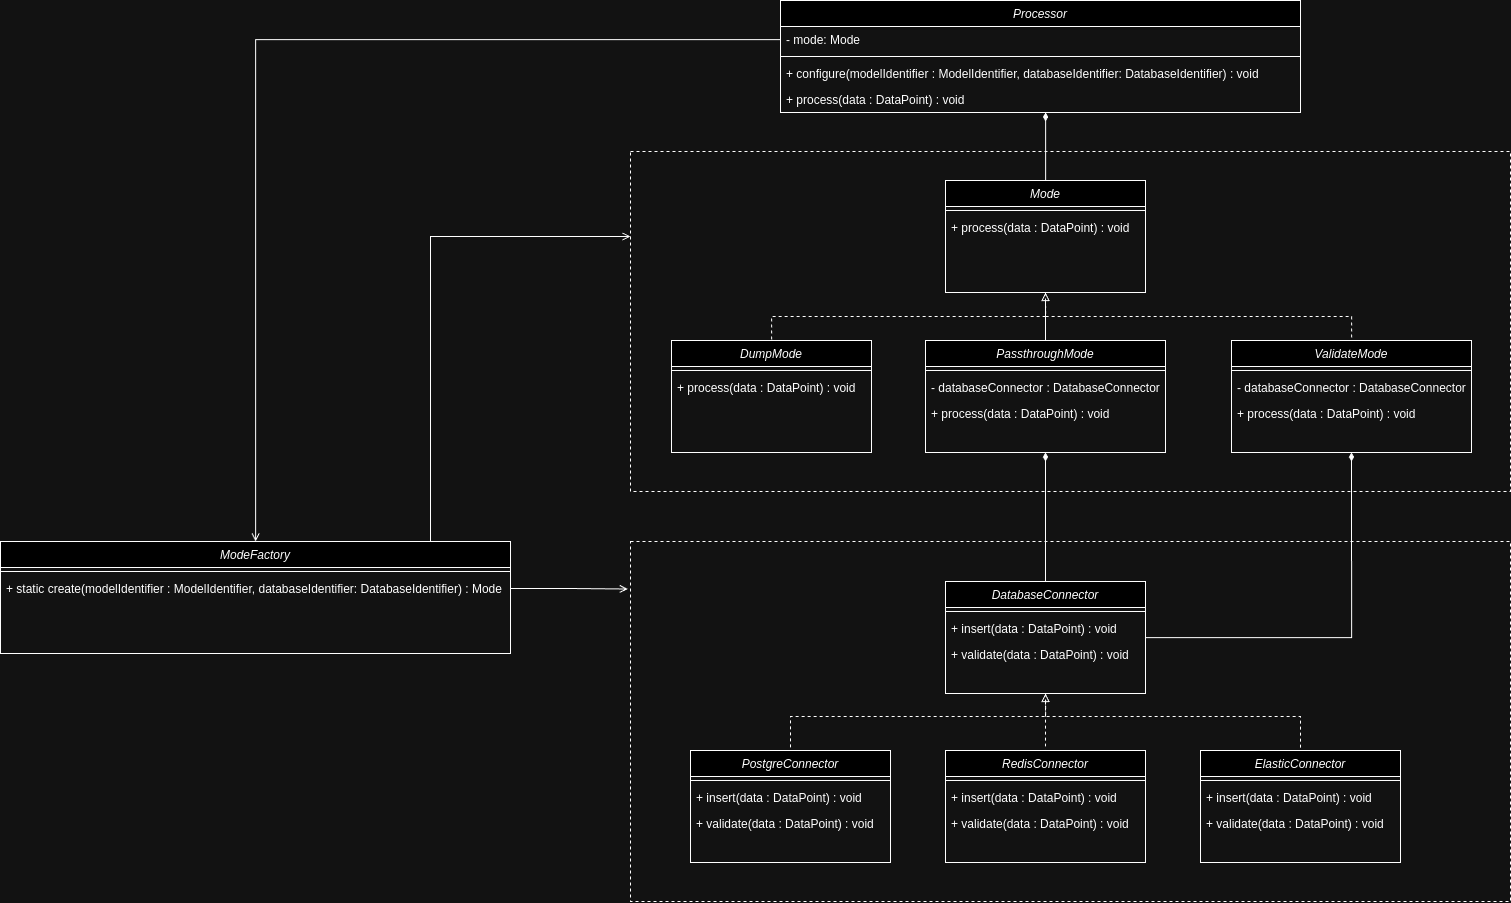 Processor
- mode: Mode
+ configure(modelIdentifier : ModelIdentifier, databaseIdentifier: DatabaseIdentifier) : void
+ process(data : DataPoint) : void
Mode
+ process(data : DataPoint) : void
DumpMode
+ process(data : DataPoint) : void
PassthroughMode
- databaseConnector : DatabaseConnector
+ process(data : DataPoint) : void
ValidateMode
- databaseConnector : DatabaseConnector
+ process(data : DataPoint) : void
ModeFactory
+ static create(modelIdentifier : ModelIdentifier, databaseIdentifier: DatabaseIdentifier) : Mode
DatabaseConnector
+ insert(data : DataPoint) : void
+ validate(data : DataPoint) : void
PostgreConnector
+ insert(data : DataPoint) : void
+ validate(data : DataPoint) : void
RedisConnector
+ insert(data : DataPoint) : void
+ validate(data : DataPoint) : void
ElasticConnector
+ insert(data : DataPoint) : void
+ validate(data : DataPoint) : void